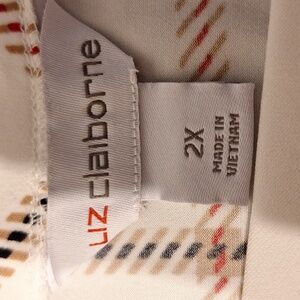 LIZ claiborne
2X
MADE IN
VIETNAM